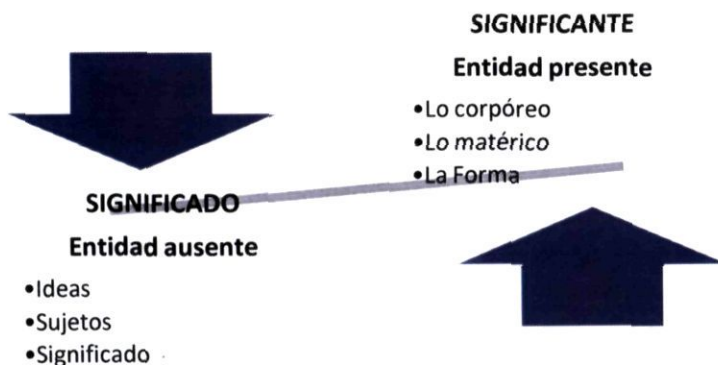 SIGNIFICANTE
Entidad presente
•Lo corpóreo
•Lo matérico
•La Forma
SIGNIFICADO
Entidad ausente
•Ideas
•Sujetos
•Significado